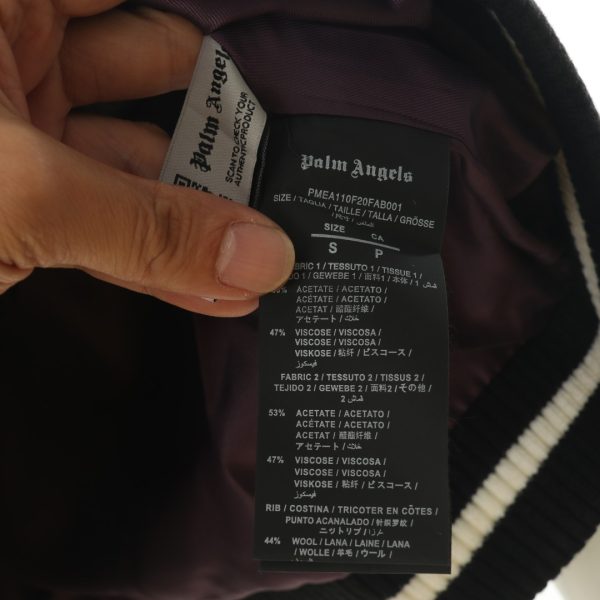 Palm Angels
SCAN TO CHECK YOUR
AUTHENTIC PRODUCT
Palm Angels
PMEA110F20FAB001
SIZE / TAGLIA / TAILLE / TALLA / GRÖSSE
SIZE CA
S P
FABRIC 1 / TESSUTO 1 / TISSUE 1 /
TEJIDO 1 / GEWEBE 1 / 面料1 / 本体1 /
ACETATE / ACETATO /
ACÉTATE / ACETATO /
ACETAT / 醋酯纤维 /
アセテート /
47% VISCOSE / VISCOSA /
VISCOSE / VISCOSA /
VISKOSE / 粘纤 / ビスコース /
فيسكوز
FABRIC 2 / TESSUTO 2 / TISSUS 2 /
TEJIDO 2 / GEWEBE 2 / 面料2 / その他 /
53% ACETATE / ACETATO /
ACÉTATE / ACETATO /
ACETAT / 醋酯纤维 /
アセテート /
47% VISCOSE / VISCOSA /
VISCOSE / VISCOSA /
VISKOSE / 粘纤 / ビスコース /
فيسكوز
RIB / COSTINA / TRICOTER EN CÔTES /
PUNTO ACANALADO / 针织罗纹 /
ニットリブ /
44% WOOL / LANA / LAINE / LANA
/ WOLLE / 羊毛 / ウール /